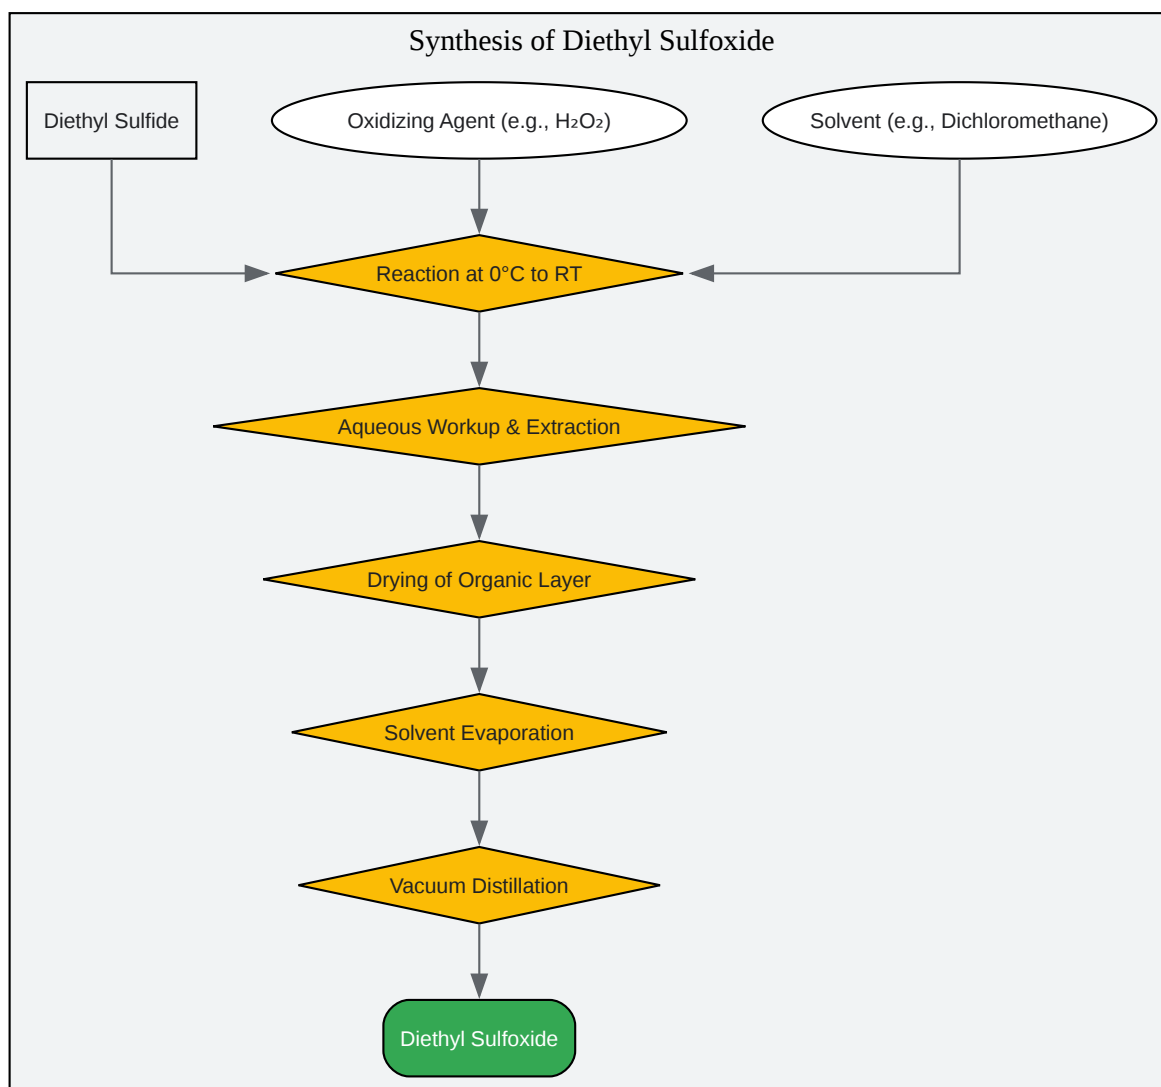 Synthesis of Diethyl Sulfoxide
Diethyl Sulfide
Oxidizing Agent (e.g., H₂O₂)
Solvent (e.g., Dichloromethane)
Reaction at 0°C to RT
Aqueous Workup & Extraction
Drying of Organic Layer
Solvent Evaporation
Vacuum Distillation
Diethyl Sulfoxide